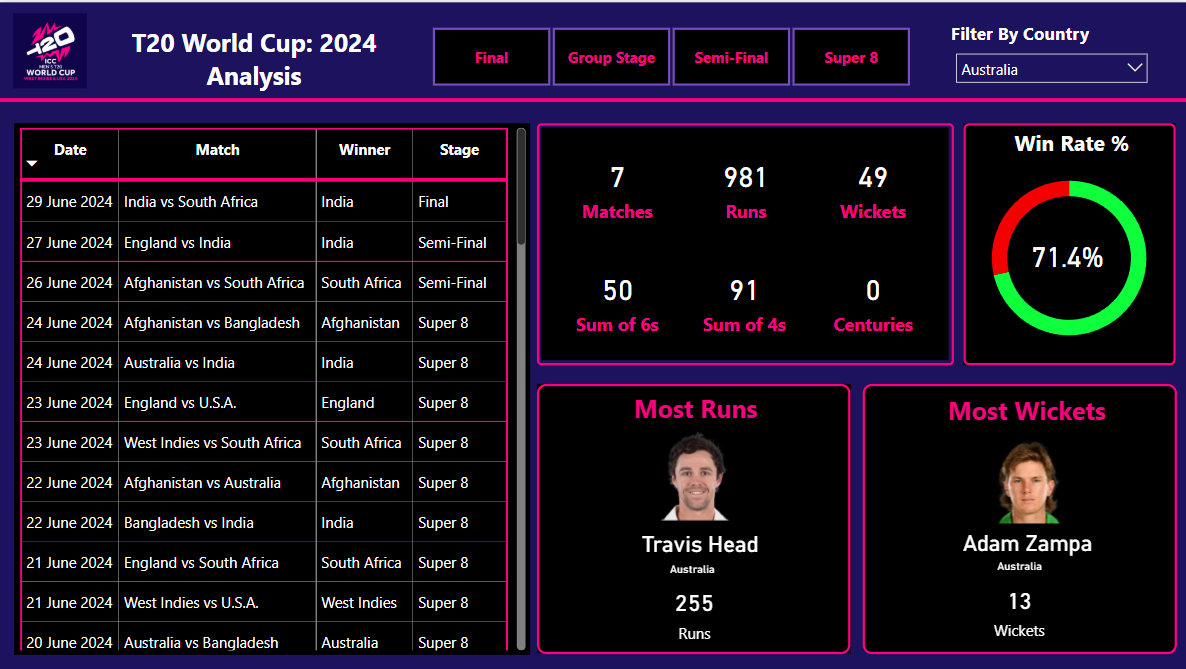 T20
ICC
MEN'S T20
WORLD CUP
WEST INDIES & USA 2024
T20 World Cup: 2024
Analysis
Final
Group Stage
Semi-Final
Super 8
Filter By Country
Australia
Date Match Winner Stage
29 June 2024 India vs South Africa India Final
27 June 2024 England vs India India Semi-Final
26 June 2024 Afghanistan vs South Africa South Africa Semi-Final
24 June 2024 Afghanistan vs Bangladesh Afghanistan Super 8
24 June 2024 Australia vs India India Super 8
23 June 2024 England vs U.S.A. England Super 8
23 June 2024 West Indies vs South Africa South Africa Super 8
22 June 2024 Afghanistan vs Australia Afghanistan Super 8
22 June 2024 Bangladesh vs India India Super 8
21 June 2024 England vs South Africa South Africa Super 8
21 June 2024 West Indies vs U.S.A. West Indies Super 8
20 June 2024 Australia vs Bangladesh Australia Super 8
7 981 49
Matches Runs Wickets
50 91 0
Sum of 6s Sum of 4s Centuries
Win Rate %
71.4%
Most Runs
Travis Head
Australia
255
Runs
Most Wickets
Adam Zampa
Australia
13
Wickets